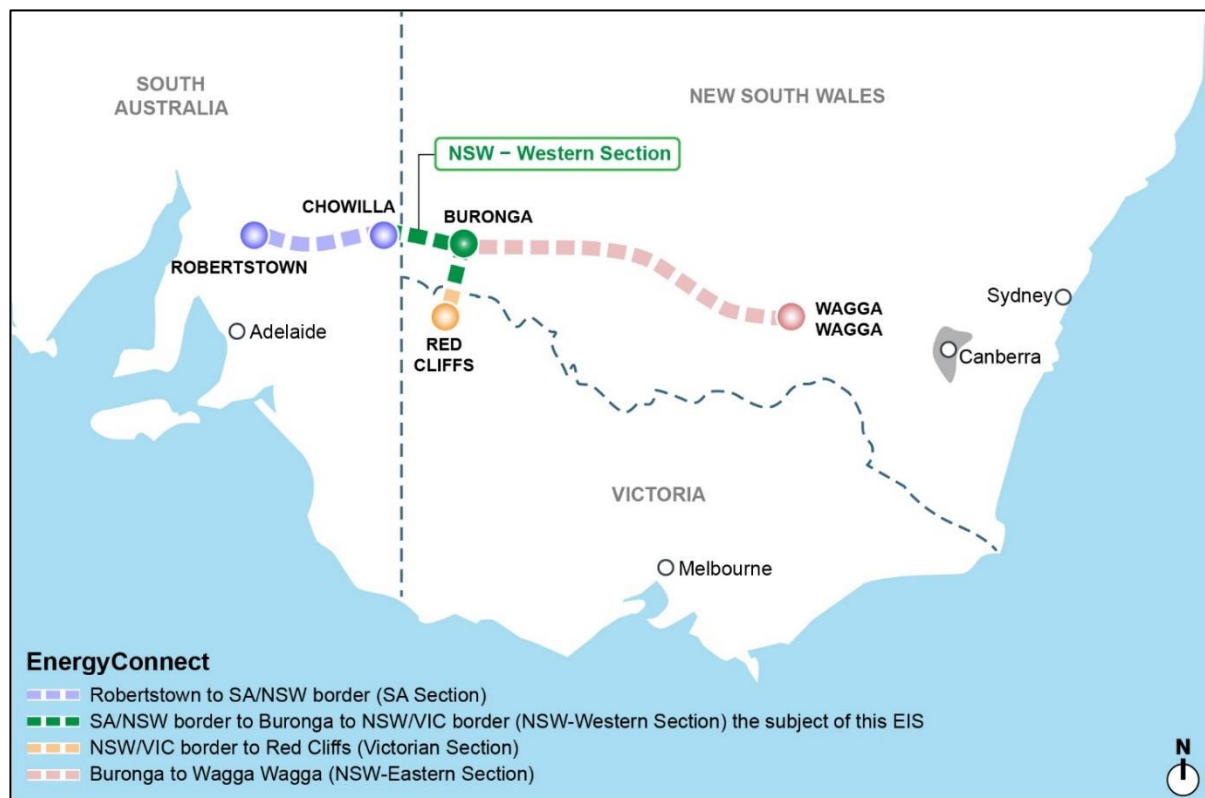 SOUTH
AUSTRALIA
NEW SOUTH WALES
NSW – Western Section
CHOWILLA
BURONGA
ROBERTSTOWN
WAGGA
WAGGA
Sydney
Adelaide
RED
CLIFFS
Canberra
VICTORIA
Melbourne
EnergyConnect
Robertstown to SA/NSW border (SA Section)
SA/NSW border to Buronga to NSW/VIC border (NSW-Western Section) the subject of this EIS
NSW/VIC border to Red Cliffs (Victorian Section)
Buronga to Wagga Wagga (NSW-Eastern Section)
N